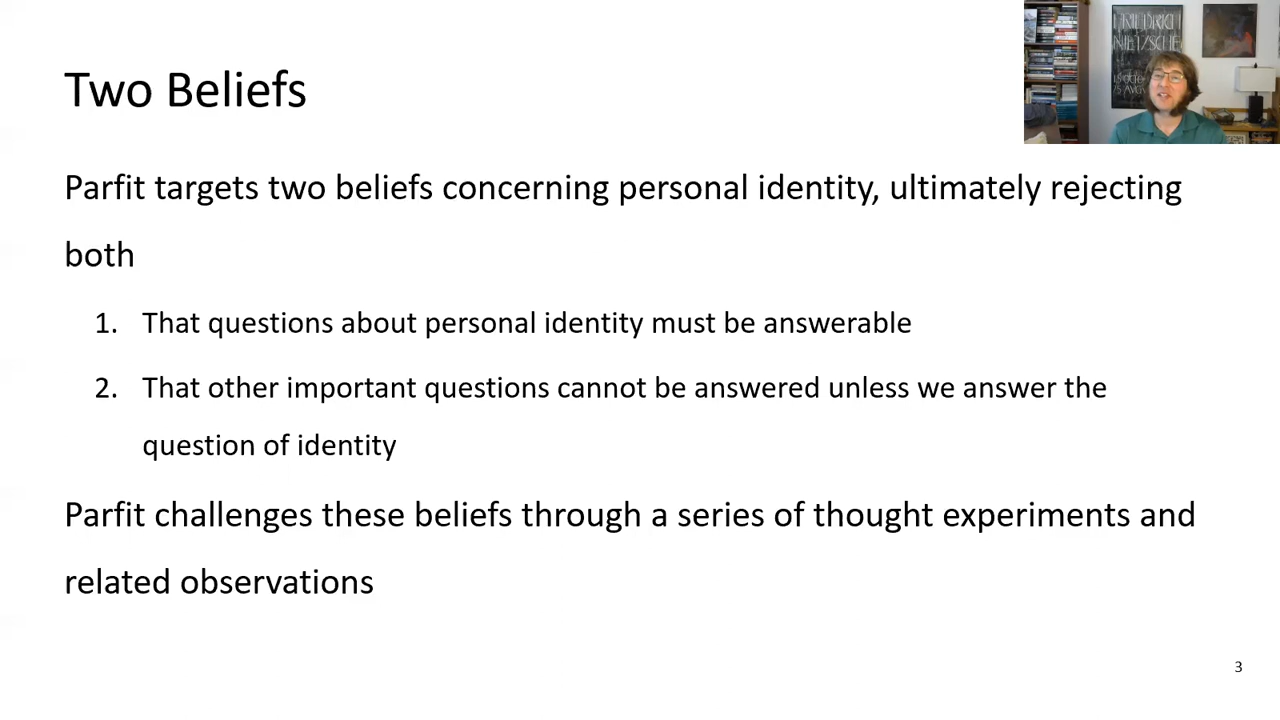 Two Beliefs
Parfit targets two beliefs concerning personal identity, ultimately rejecting
both
1. That questions about personal identity must be answerable
2. That other important questions cannot be answered unless we answer the
question of identity
Parfit challenges these beliefs through a series of thought experiments and
related observations
3
FRIEDRICH
NIETZSCHE